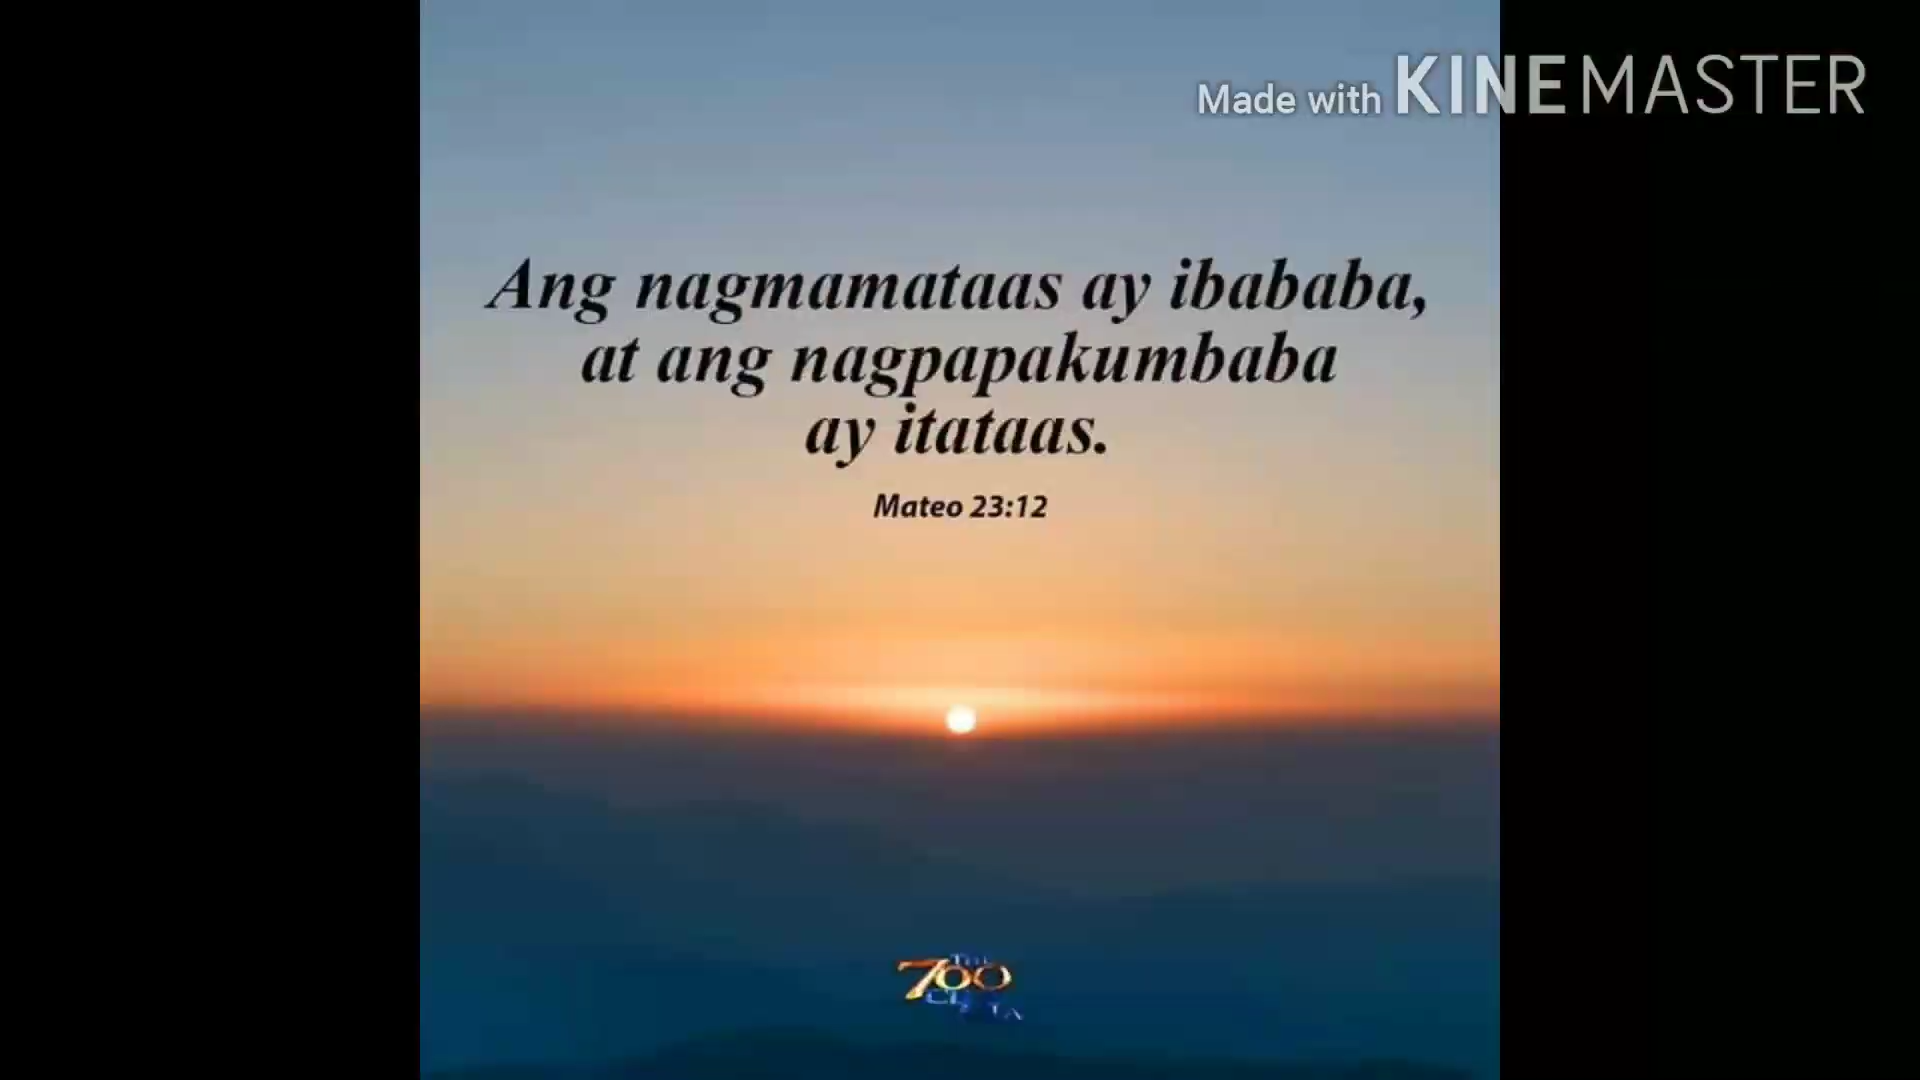 Made with KINEMASTER
Ang nagmamataas ay ibababa,
at ang nagpapakumbaba
ay itataas.
Mateo 23:12
700